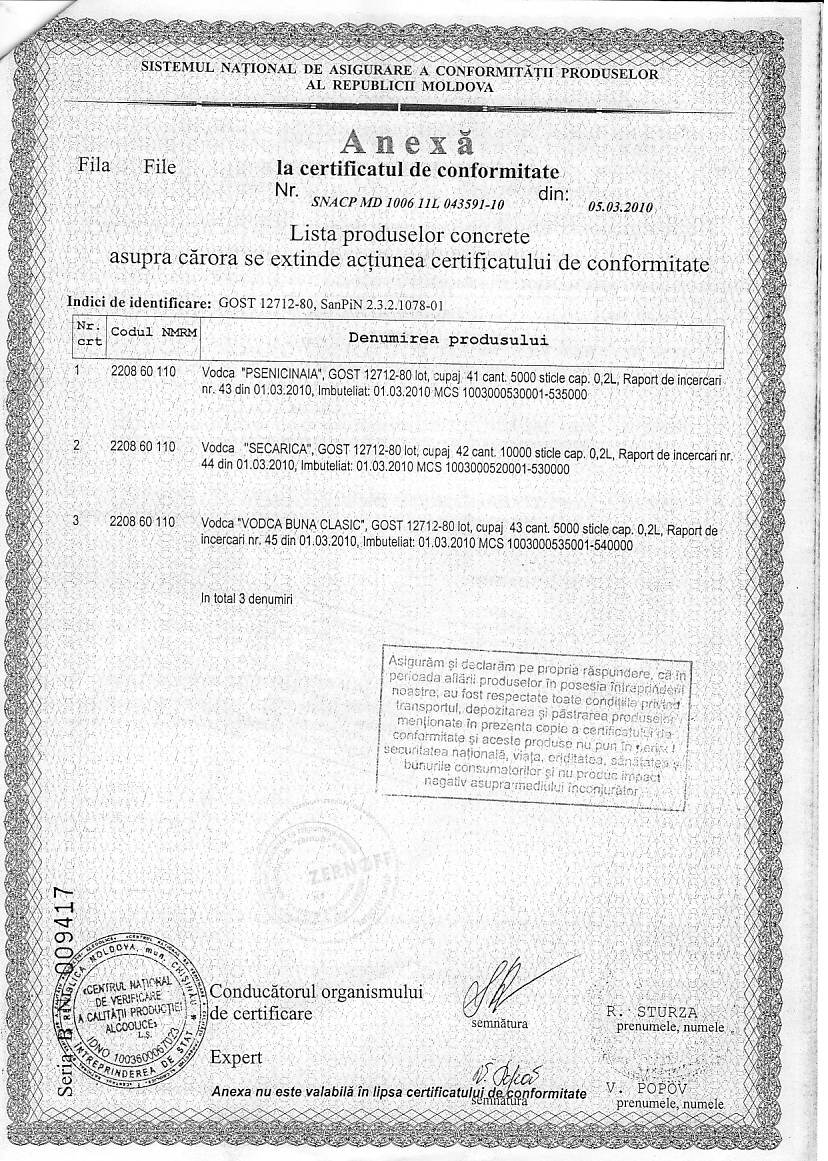 SISTEMUL NAȚIONAL DE ASIGURARE A CONFORMITĂȚII PRODUSELOR
AL REPUBLICII MOLDOVA
Anexă
Fila File
la certificatul de conformitate
Nr. SNACP MD 1006 11L 043591-10 din: 05.03.2010
Lista produselor concrete
asupra cărora se extinde acțiunea certificatului de conformitate
Indici de identificare: GOST 12712-80, SanPiN 2.3.2.1078-01
Nr. crt Codul NMRM Denumirea produsului
1 2208 60 110 Vodca "PSENICINAIA", GOST 12712-80 lot, cupaj 41 cant. 5000 sticle cap. 0,2L, Raport de incercari
nr. 43 din 01.03.2010, Imbuteliat: 01.03.2010 MCS 1003000530001-535000
2 2208 60 110 Vodca "SECARICA", GOST 12712-80 lot, cupaj 42 cant. 10000 sticle cap. 0,2L, Raport de incercari nr.
44 din 01.03.2010, Imbuteliat: 01.03.2010 MCS 1003000520001-530000
3 2208 60 110 Vodca "VODCA BUNA CLASIC", GOST 12712-80 lot, cupaj 43 cant. 5000 sticle cap. 0,2L, Raport de
incercari nr. 45 din 01.03.2010, Imbuteliat: 01.03.2010 MCS 1003000535001-540000
In total 3 denumiri
Asigurăm și declarăm pe propria răspundere, că în
perioada aflării produselor în posesia întreprinderii
noastre, au fost respectate toate condițiile privind
transportul, depozitarea și păstrarea produselor
menționate în prezenta copie a certificatului de
conformitate și aceste produse nu pun în pericol
securitatea națională, viața, ereditatea, sănătatea și
bunurile consumatorilor și nu produc impact
negativ asupra mediului înconjurător
ZERNOFF
Seria B Nr 009417
REPUBLICA MOLDOVA, mun. CHIȘINĂU
«CENTRUL NAȚIONAL
DE VERIFICARE
A CALITĂȚII PRODUCȚIEI
ALCOOLICE»
I.S.
IDNO 1003600067023
ÎNTREPRINDEREA DE STAT
Conducătorul organismului
de certificare
semnătura
R. STURZA
prenumele, numele
Expert
V. Popov
semnătura
V. POPOV
prenumele, numele
Anexa nu este valabilă în lipsa certificatului de conformitate